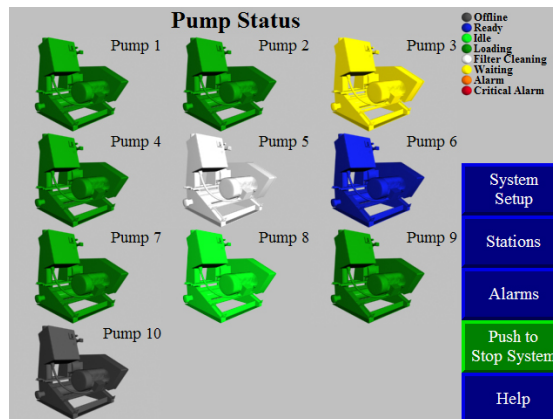 Pump Status
Offline
Ready
Idle
Loading
Filter Cleaning
Waiting
Alarm
Critical Alarm
Pump 1
Pump 2
Pump 3
Pump 4
Pump 5
Pump 6
Pump 7
Pump 8
Pump 9
Pump 10
System
Setup
Stations
Alarms
Push to
Stop System
Help